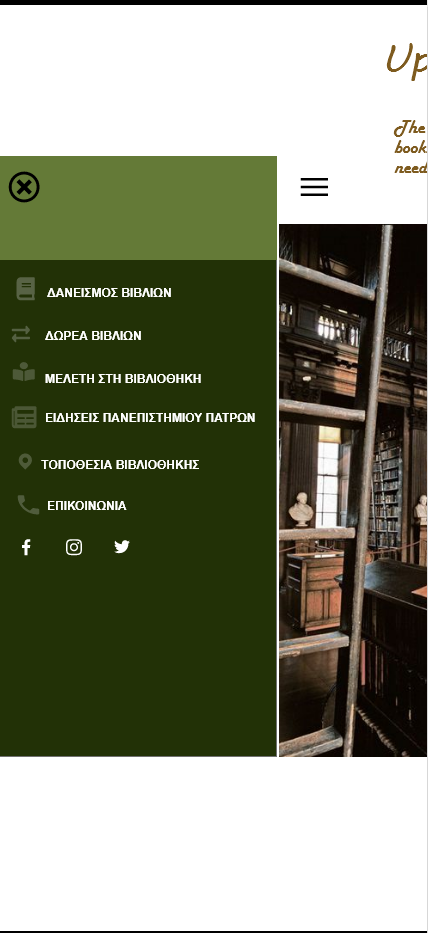 Up
The
book
need
ΔΑΝΕΙΣΜΟΣ ΒΙΒΛΙΩΝ
ΔΩΡΕΑ ΒΙΒΛΙΩΝ
ΜΕΛΕΤΗ ΣΤΗ ΒΙΒΛΙΟΘΗΚΗ
ΕΙΔΗΣΕΙΣ ΠΑΝΕΠΙΣΤΗΜΙΟΥ ΠΑΤΡΩΝ
ΤΟΠΟΘΕΣΙΑ ΒΙΒΛΙΟΘΗΚΗΣ
ΕΠΙΚΟΙΝΩΝΙΑ